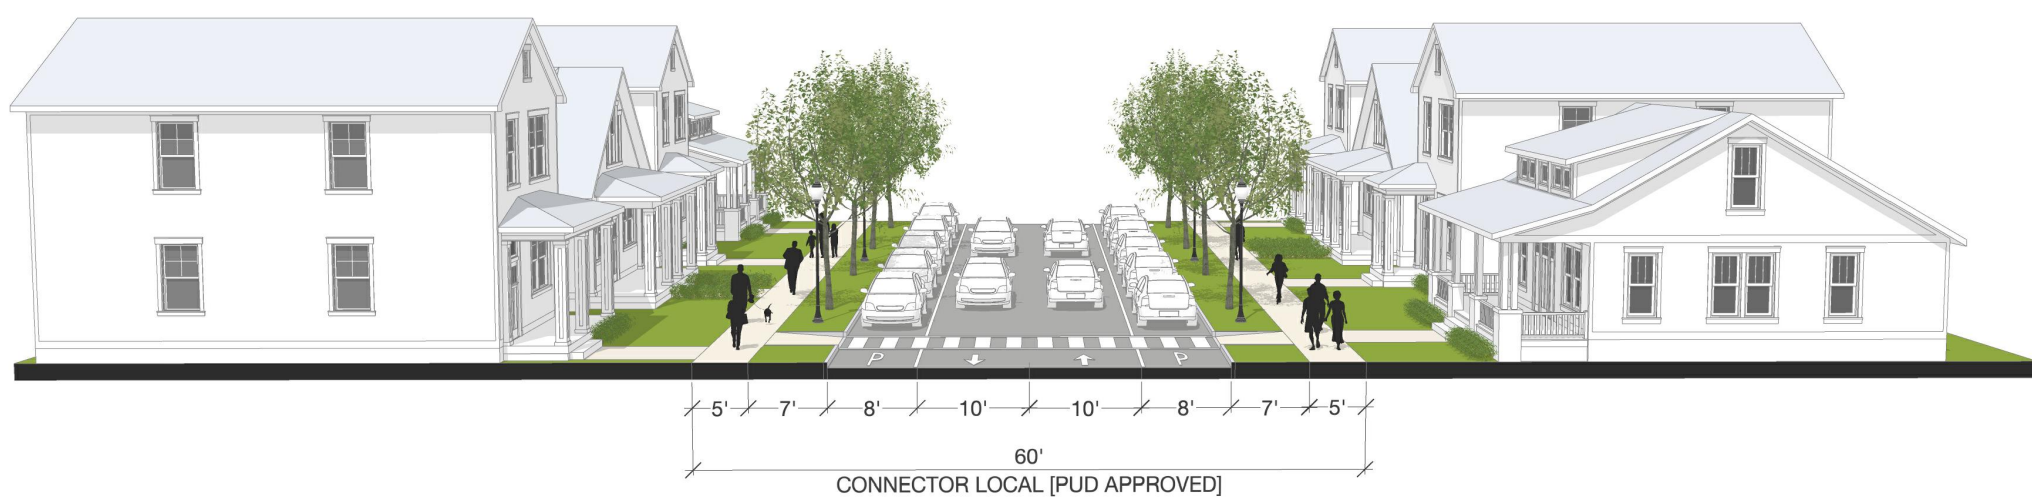 P P
5' 7' 8' 10' 10' 8' 7' 5'
60'
CONNECTOR LOCAL [PUD APPROVED]